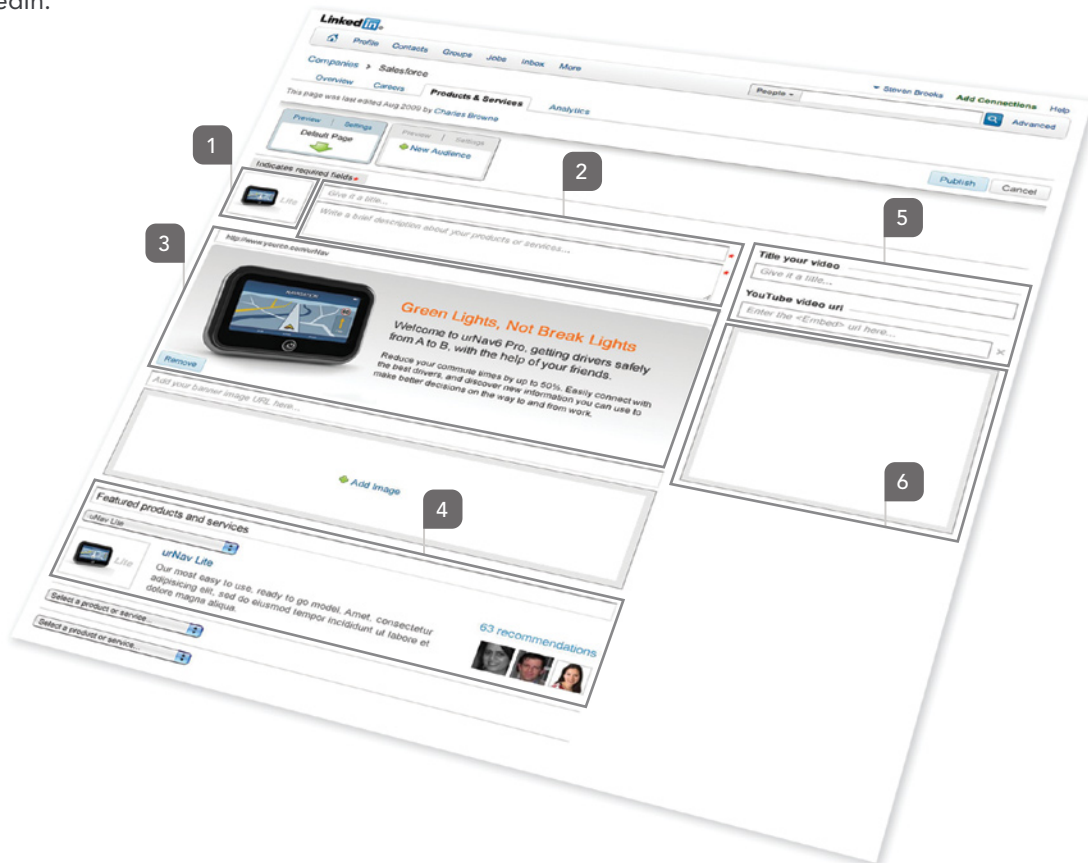 edIn.
Linked in®
Profile Contacts Groups Jobs Inbox More
People Steven Brooks Add Connections Help
Advanced
Companies > Salesforce
Overview Careers Products & Services Analytics
This page was last edited Aug 2009 by Charles Browne
Preview | Settings
Default Page
Preview | Settings
New Audience
Publish Cancel
Indicates required fields *
1
Lite
2
Give it a title...
Write a brief description about your products or services...
*
*
3
http://www.yourco.com/urNav
NAVIGATER
Green Lights, Not Break Lights
Welcome to urNav6 Pro, getting drivers safely
from A to B, with the help of your friends.
Reduce your commute times by up to 50%. Easily connect with
the best drivers, and discover new information you can use to
make better decisions on the way to and from work.
Remove
Add your banner image URL here...
Add Image
4
Featured products and services
uNav Lite
Lite
urNav Lite
Our most easy to use, ready to go model. Amet, consectetur
adipisicing elit, sed do eiusmod tempor incididunt ut labore et
dolore magna aliqua.
63 recommendations
Select a product or service...
Select a product or service...
5
Title your video
Give it a title...
YouTube video url
Enter the <Embed> url here...
6